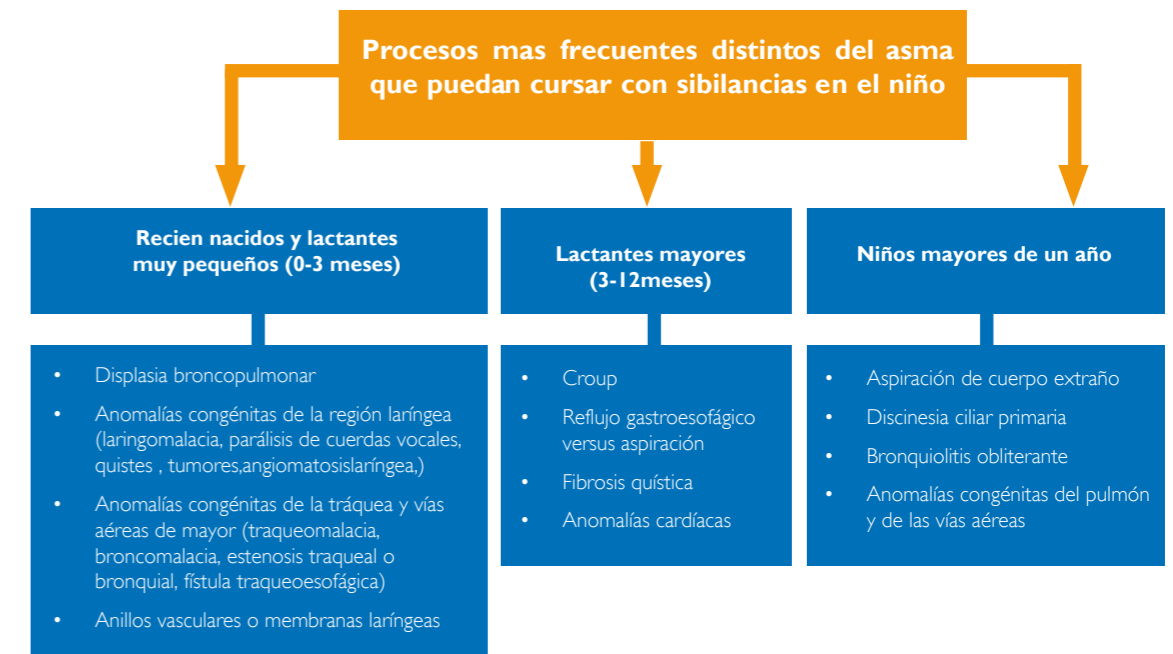 Procesos mas frecuentes distintos del asma
que puedan cursar con sibilancias en el niño
Recien nacidos y lactantes
muy pequeños (0-3 meses)
• Displasia broncopulmonar
• Anomalías congénitas de la región laríngea
(laringomalacia, parálisis de cuerdas vocales,
quistes , tumores,angiomatosislaríngea,)
• Anomalías congénitas de la tráquea y vías
aéreas de mayor (traqueomalacia,
broncomalacia, estenosis traqueal o
bronquial, fístula traqueoesofágica)
• Anillos vasculares o membranas laríngeas
Lactantes mayores
(3-12meses)
• Croup
• Reflujo gastroesofágico
versus aspiración
• Fibrosis quística
• Anomalías cardíacas
Niños mayores de un año
• Aspiración de cuerpo extraño
• Discinesia ciliar primaria
• Bronquiolitis obliterante
• Anomalías congénitas del pulmón
y de las vías aéreas